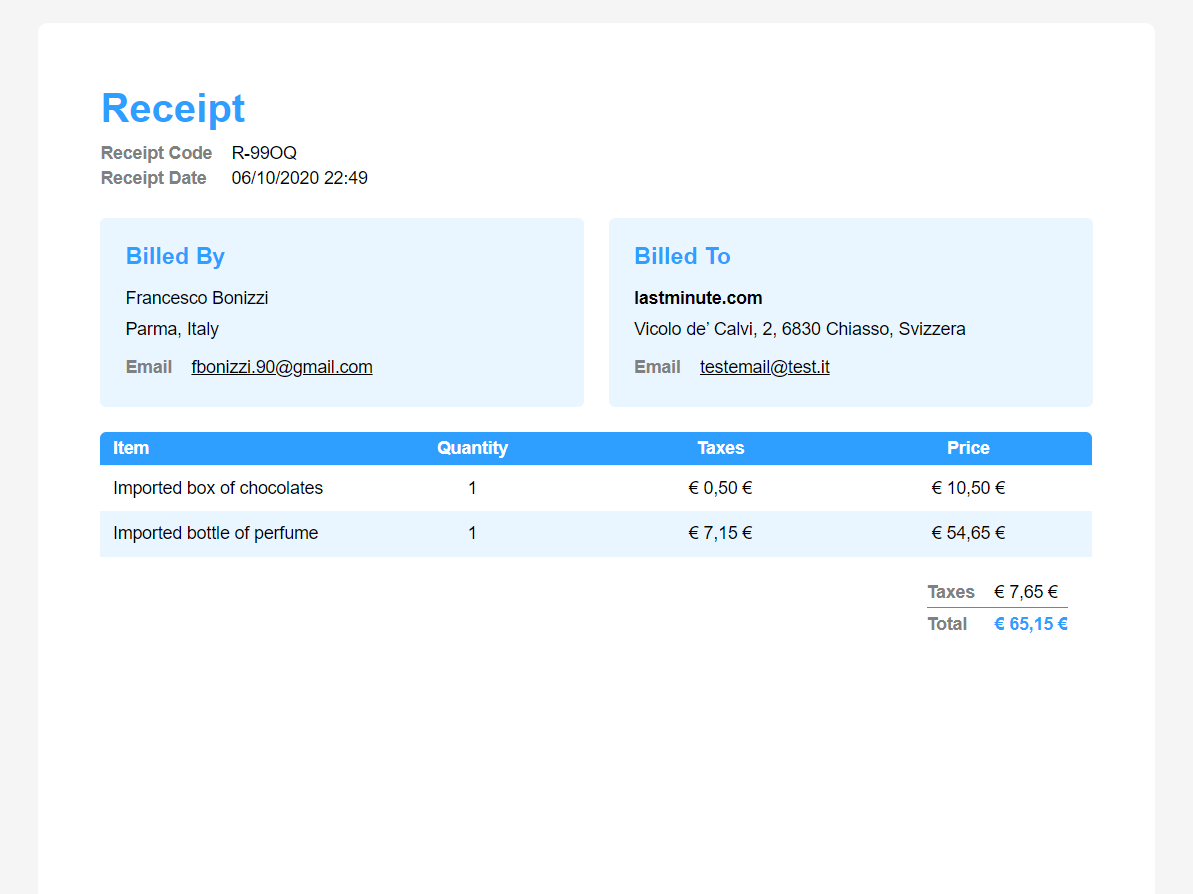 Receipt
Receipt Code R-99OQ
Receipt Date 06/10/2020 22:49
Billed By
Francesco Bonizzi
Parma, Italy
Email fbonizzi.90@gmail.com
Billed To
lastminute.com
Vicolo de’ Calvi, 2, 6830 Chiasso, Svizzera
Email testemail@test.it
Item Quantity Taxes Price
Imported box of chocolates 1 € 0,50 € € 10,50 €
Imported bottle of perfume 1 € 7,15 € € 54,65 €
Taxes € 7,65 €
Total € 65,15 €